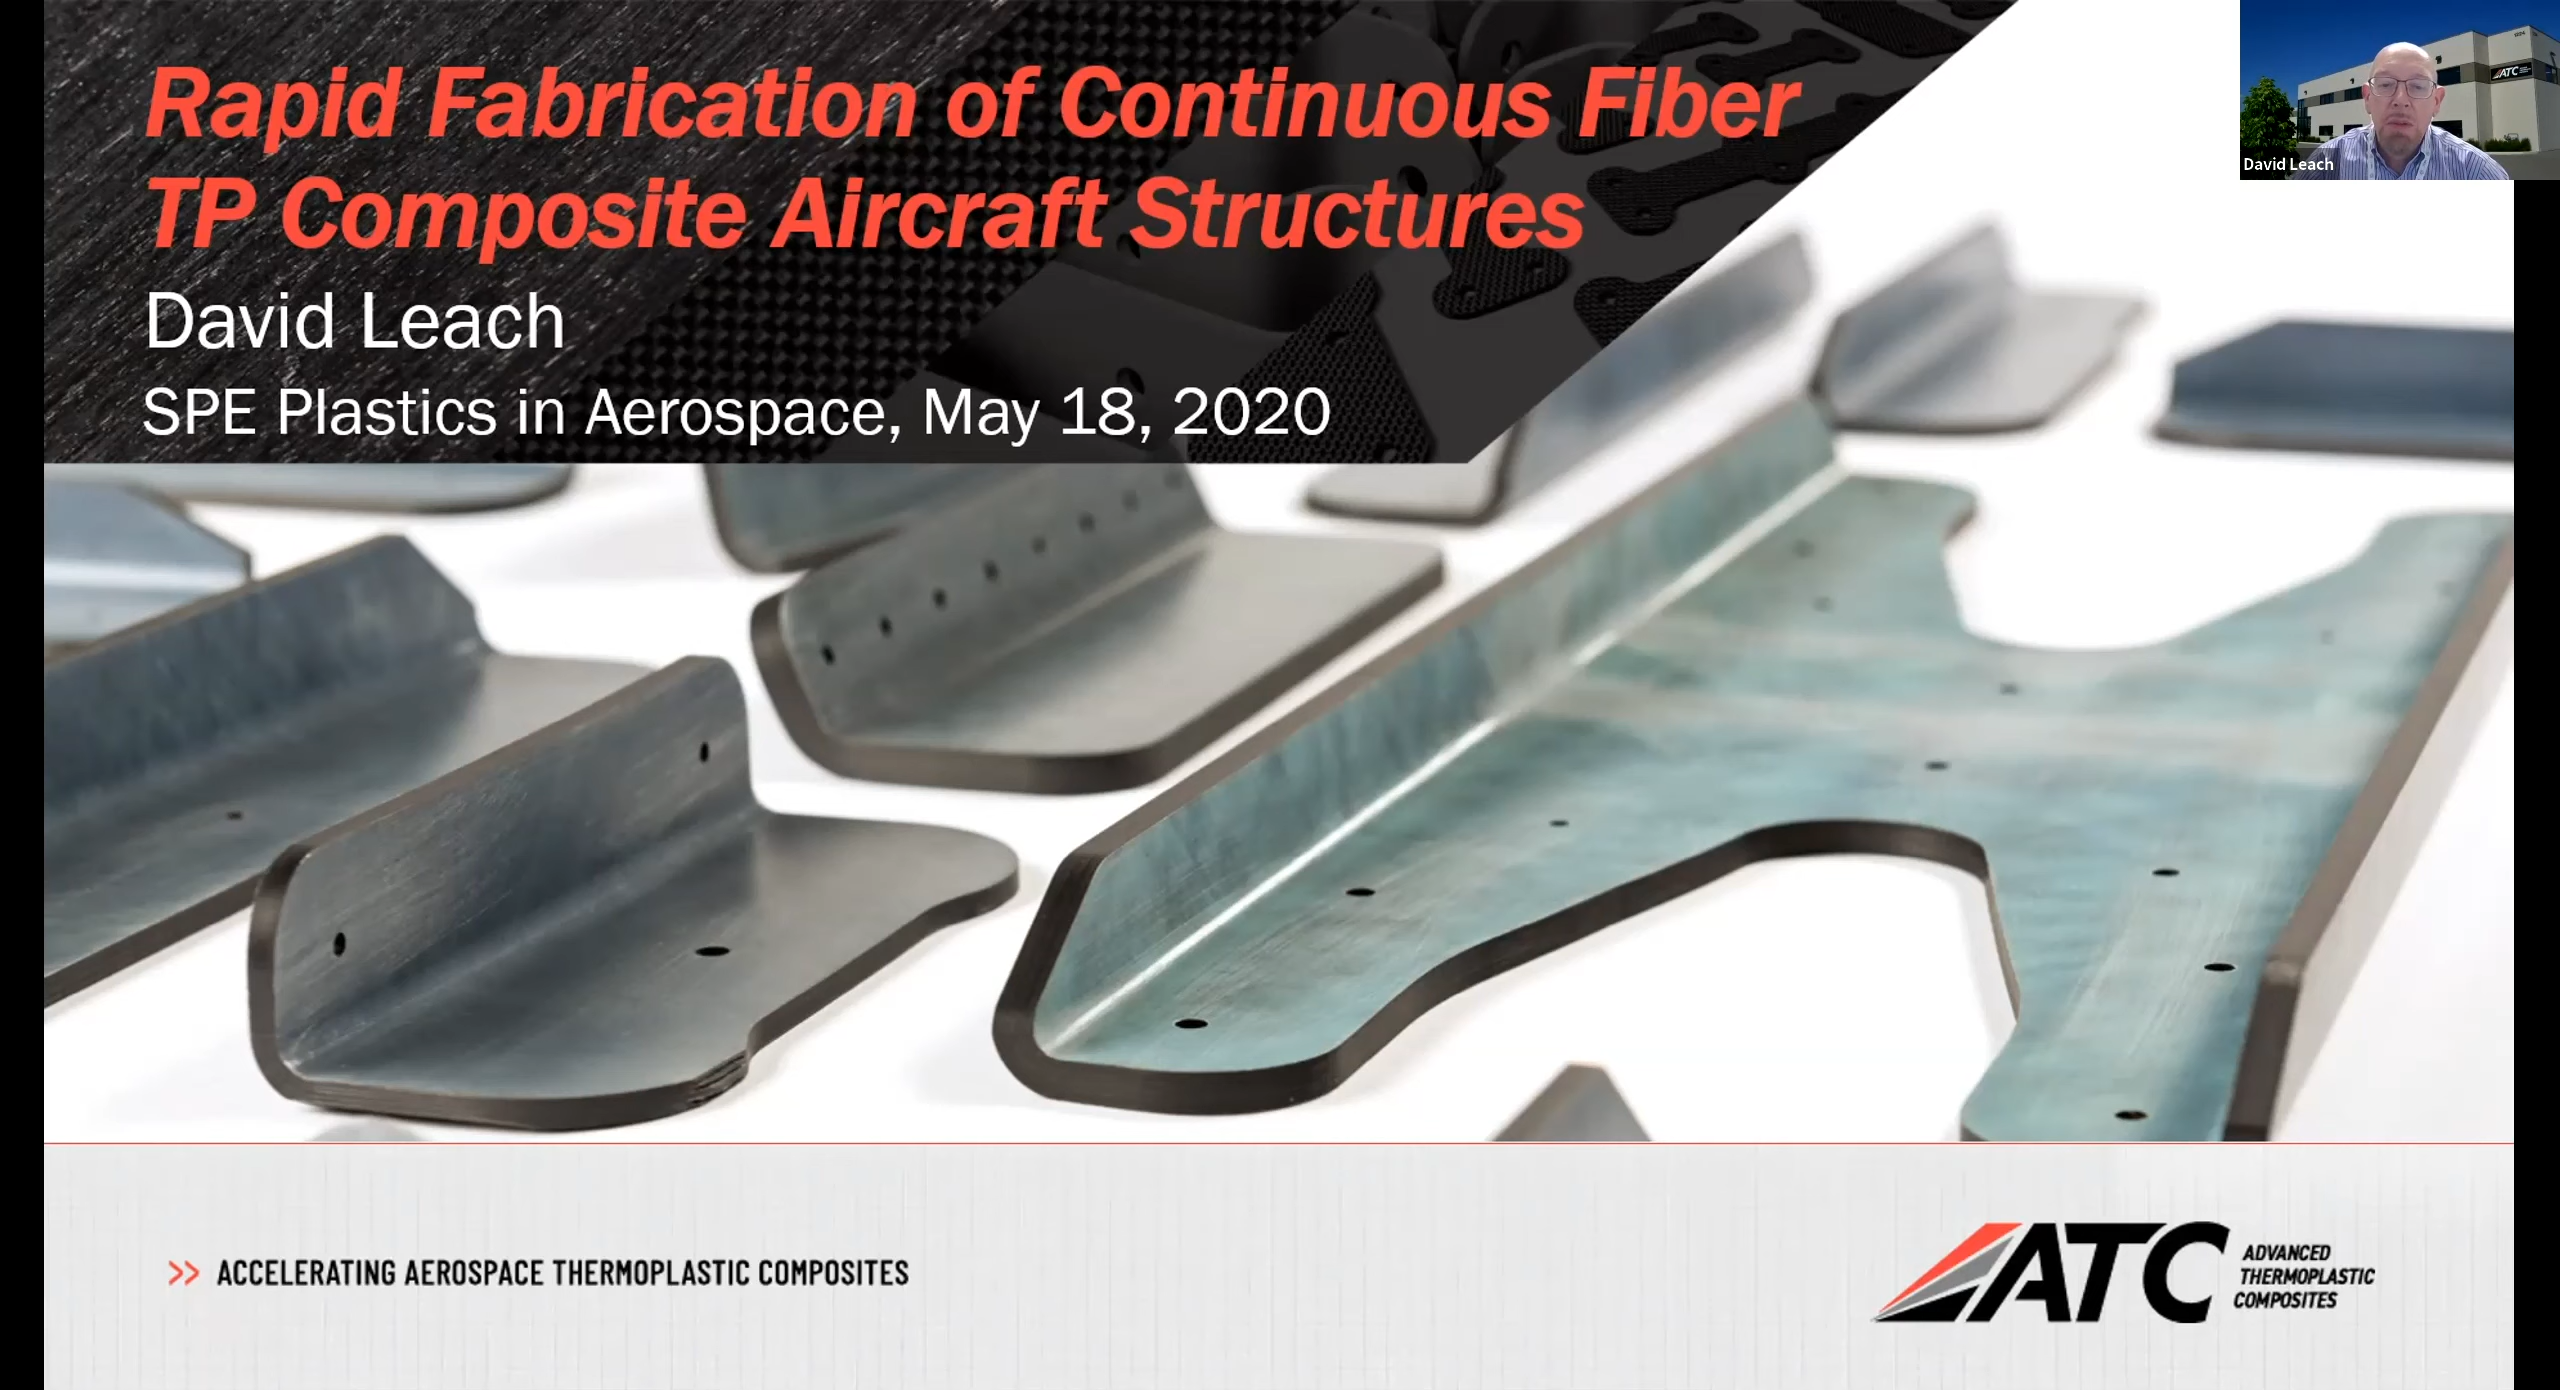 Rapid Fabrication of Continuous Fiber
TP Composite Aircraft Structures
David Leach
SPE Plastics in Aerospace, May 18, 2020
ATC
David Leach
>> ACCELERATING AEROSPACE THERMOPLASTIC COMPOSITES
ATC
ADVANCED
THERMOPLASTIC
COMPOSITES